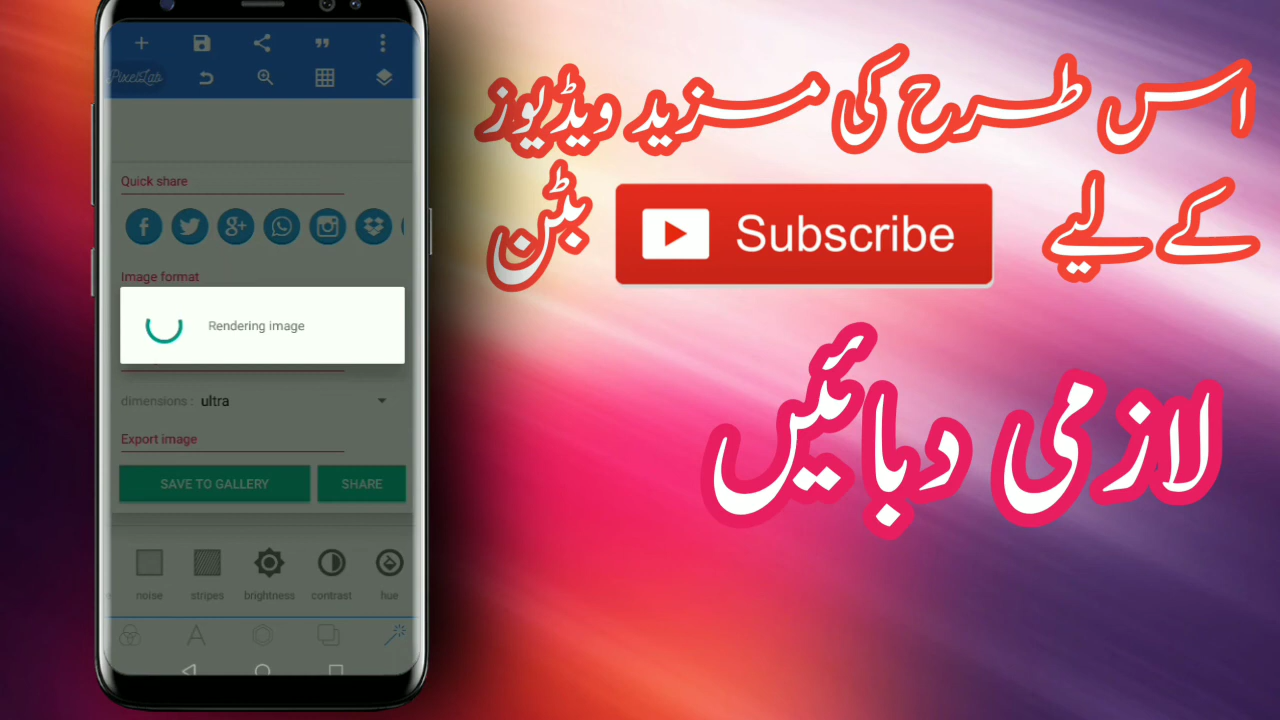 PixelLab
Quick share
Image format
Rendering image
dimensions : ultra
Export image
SAVE TO GALLERY SHARE
noise stripes brightness contrast hue
اس طرح کی مزید ویڈیوز
کے لیے Subscribe بٹن
لازمی دبائیں